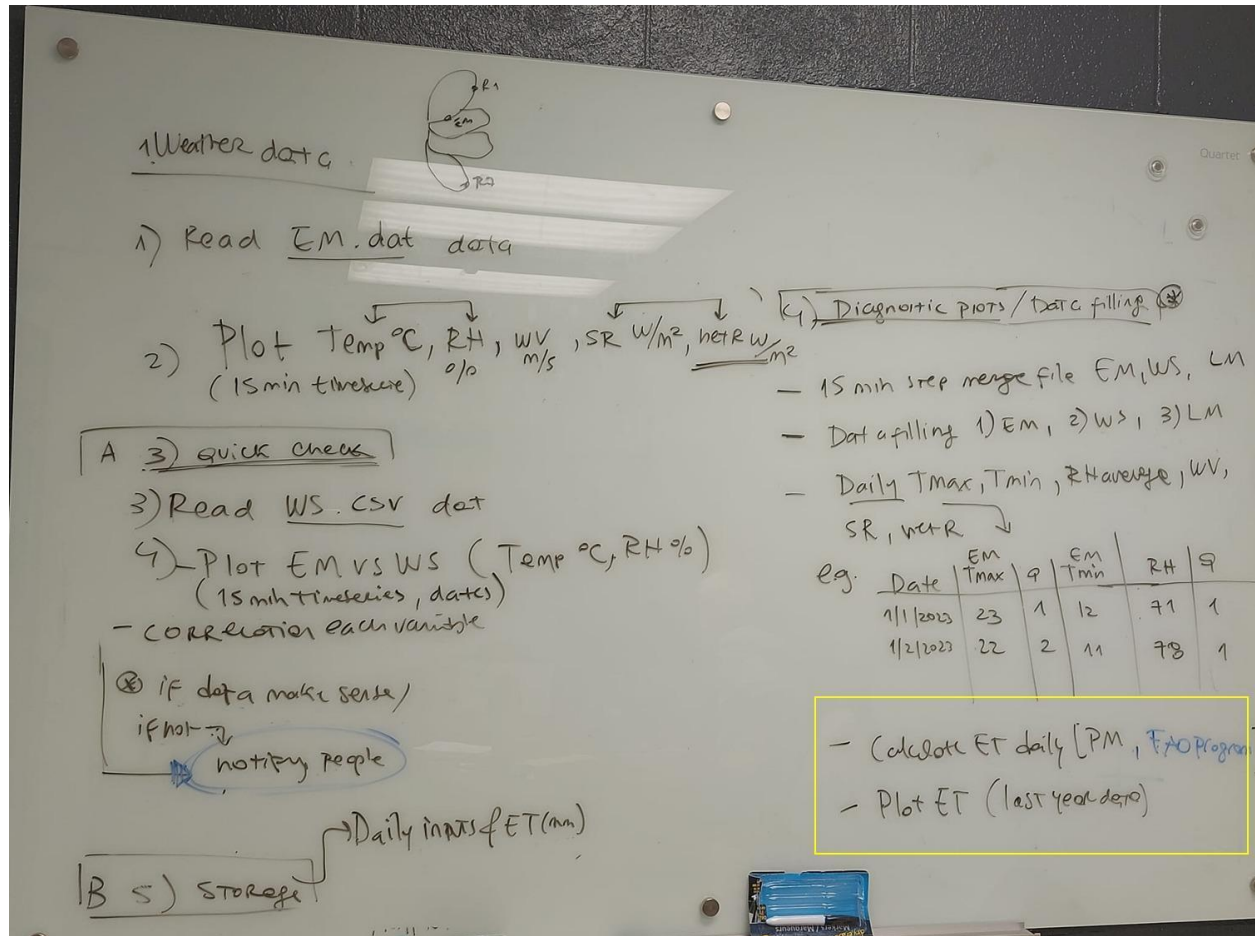 R1
EM
R2
1. Weather data
1) Read EM.dat data
2) Plot Temp °C, RH, WV, SR W/m², netR W/m²
% m/s
(15min timeserie)
A 3) Quick check
3) Read WS.CSV dat
4) - Plot EM vs WS (Temp °C, RH %)
(15 min timeseries, dates)
- correlation each variable
if data make sense/
if not
notify people
Daily inputs & ET (mm)
B 5) Storage
4) Diagnostic plots / Data filling
- 15 min step merge file EM, WS, LM
- Data filling 1) EM, 2) WS, 3) LM
- Daily Tmax, Tmin, RHaverage, WV,
SR, netR
e.g. Date EM Tmax q EM Tmin RH q
1/1/2023 23 1 12 71 1
1/2/2023 22 2 11 78 1
- Calculate ET daily [PM, FAO Program
- Plot ET (last year data)
Quartet
Markers / Marqueurs